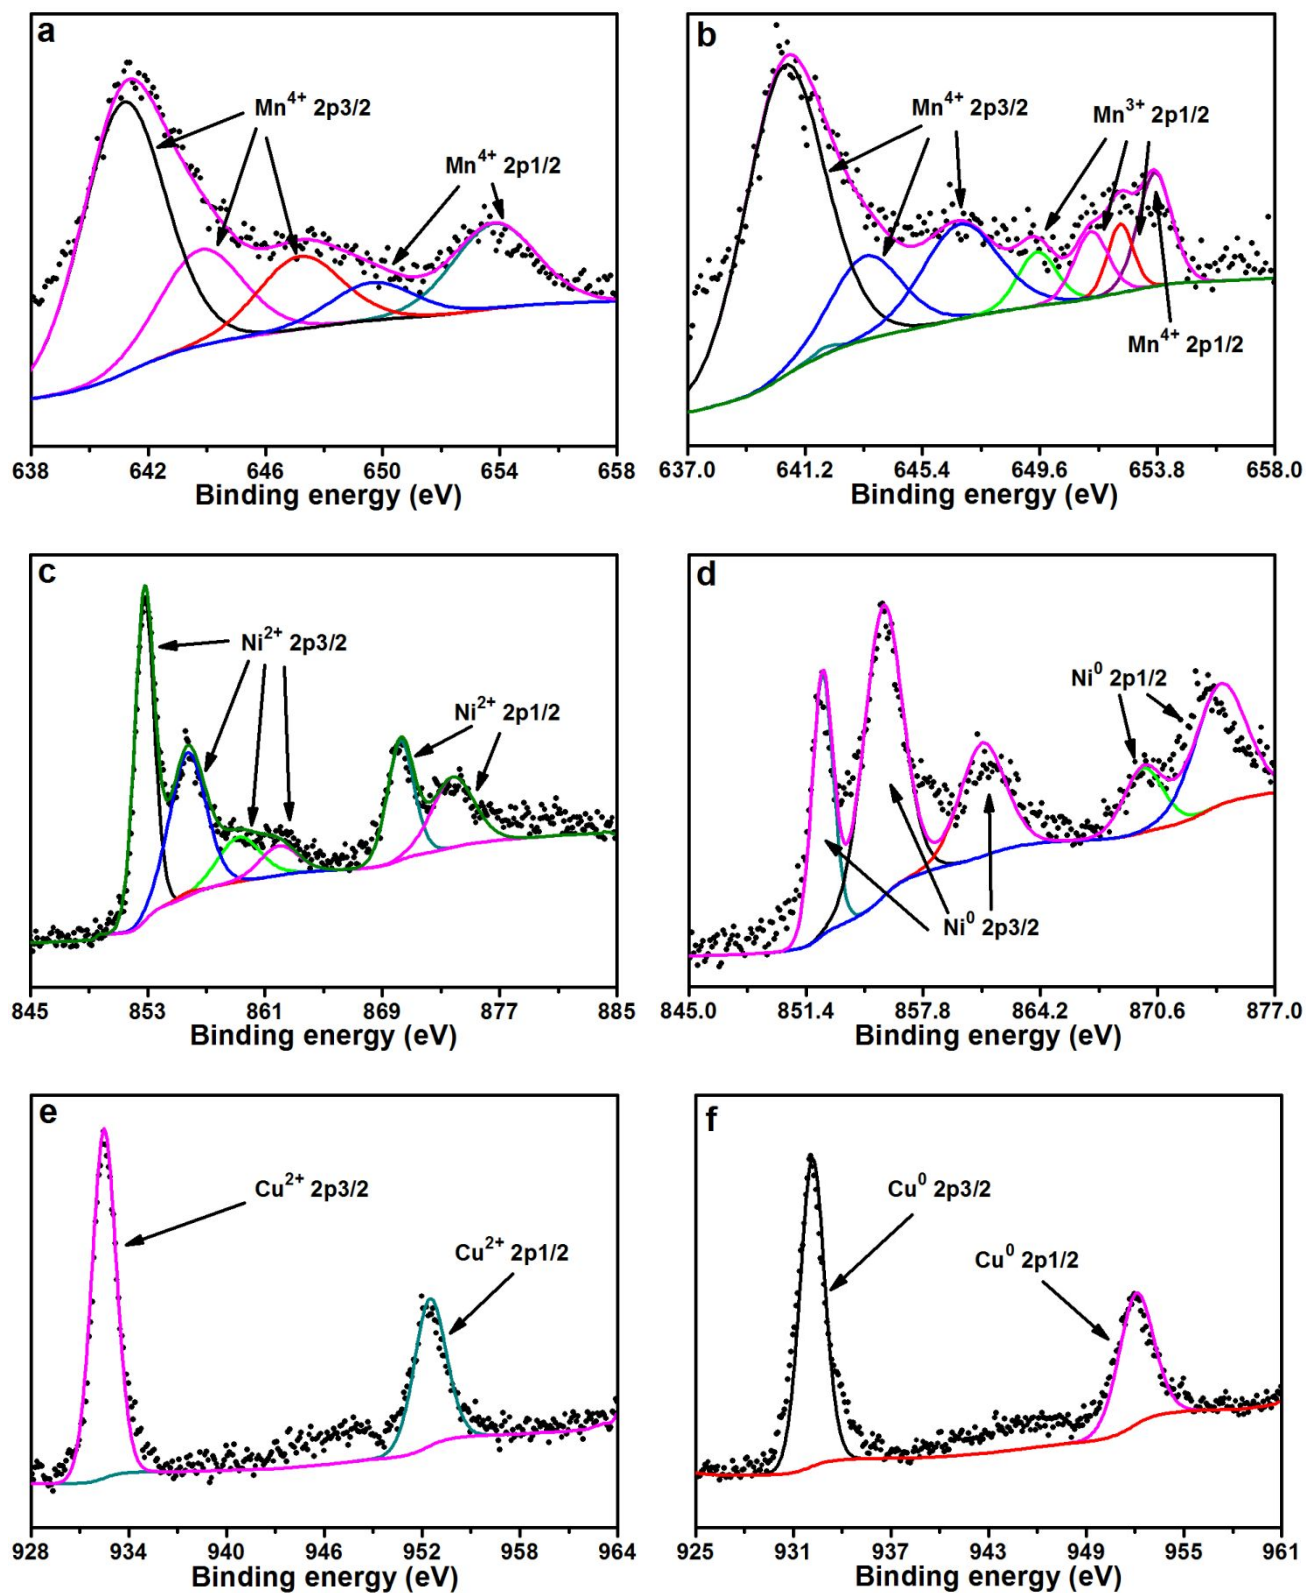 a
Mn4+ 2p3/2
Mn4+ 2p1/2
638 642 646 650 654 658
Binding energy (eV)
b
Mn4+ 2p3/2
Mn3+ 2p1/2
Mn4+ 2p1/2
637.0 641.2 645.4 649.6 653.8 658.0
Binding energy (eV)
c
Ni2+ 2p3/2
Ni2+ 2p1/2
845 853 861 869 877 885
Binding energy (eV)
d
Ni0 2p1/2
Ni0 2p3/2
845.0 851.4 857.8 864.2 870.6 877.0
Binding energy (eV)
e
Cu2+ 2p3/2
Cu2+ 2p1/2
928 934 940 946 952 958 964
Binding energy (eV)
f
Cu0 2p3/2
Cu0 2p1/2
925 931 937 943 949 955 961
Binding energy (eV)